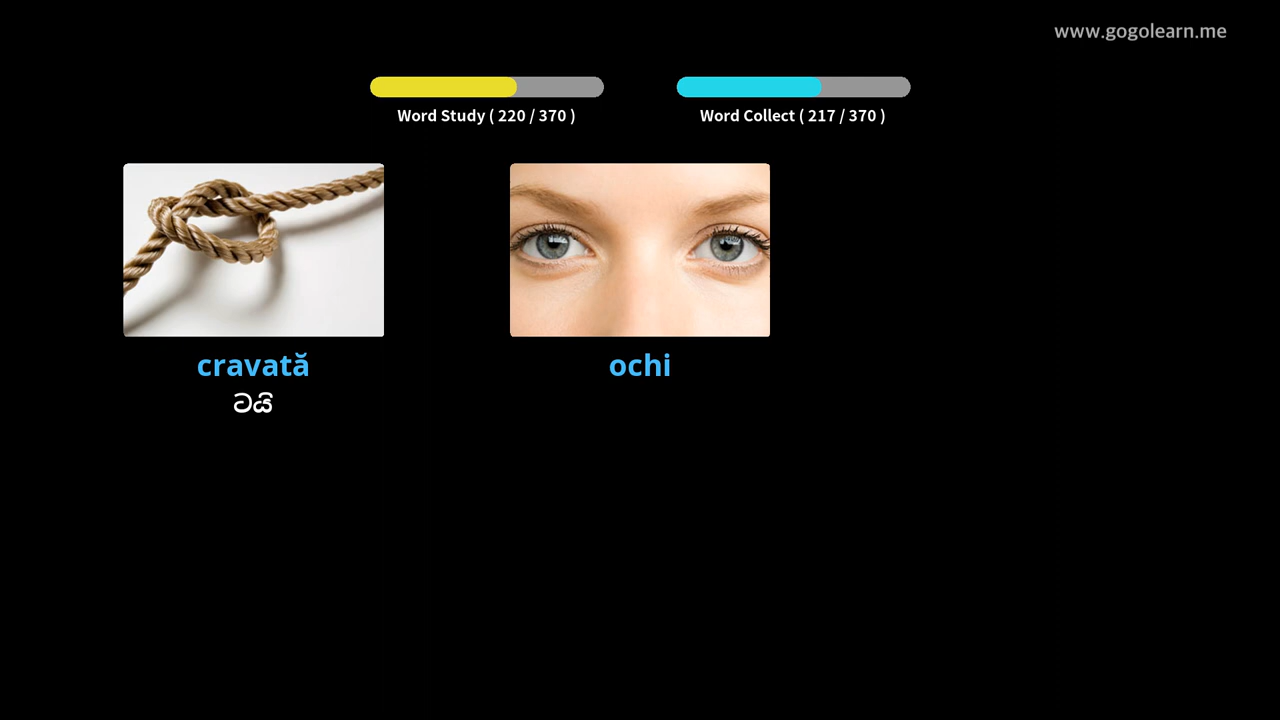 www.gogolearn.me
Word Study ( 220 / 370 )
Word Collect ( 217 / 370 )
cravată
ටයි
ochi